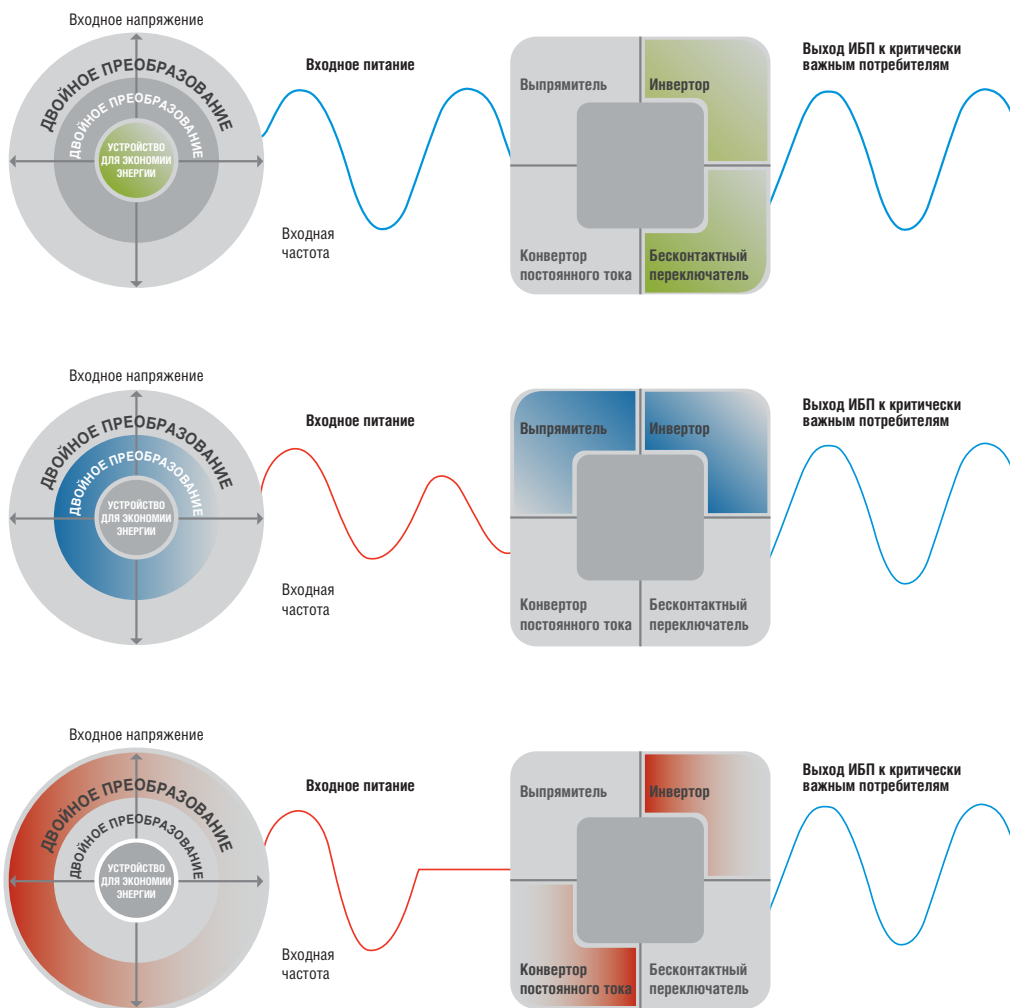 Входное напряжение
ДВОЙНОЕ ПРЕОБРАЗОВАНИЕ
ДВОЙНОЕ ПРЕОБРАЗОВАНИЕ
УСТРОЙСТВО
ДЛЯ ЭКОНОМИИ
ЭНЕРГИИ
Входная
частота
Входное питание
Выпрямитель
Инвертор
Конвертор
постоянного тока
Бесконтактный
переключатель
Выход ИБП к критически
важным потребителям
Входное напряжение
ДВОЙНОЕ ПРЕОБРАЗОВАНИЕ
ДВОЙНОЕ ПРЕОБРАЗОВАНИЕ
УСТРОЙСТВО
ДЛЯ ЭКОНОМИИ
ЭНЕРГИИ
Входная
частота
Входное питание
Выпрямитель
Инвертор
Конвертор
постоянного тока
Бесконтактный
переключатель
Выход ИБП к критически
важным потребителям
Входное напряжение
ДВОЙНОЕ ПРЕОБРАЗОВАНИЕ
ДВОЙНОЕ ПРЕОБРАЗОВАНИЕ
УСТРОЙСТВО
ДЛЯ ЭКОНОМИИ
ЭНЕРГИИ
Входная
частота
Входное питание
Выпрямитель
Инвертор
Конвертор
постоянного тока
Бесконтактный
переключатель
Выход ИБП к критически
важным потребителям